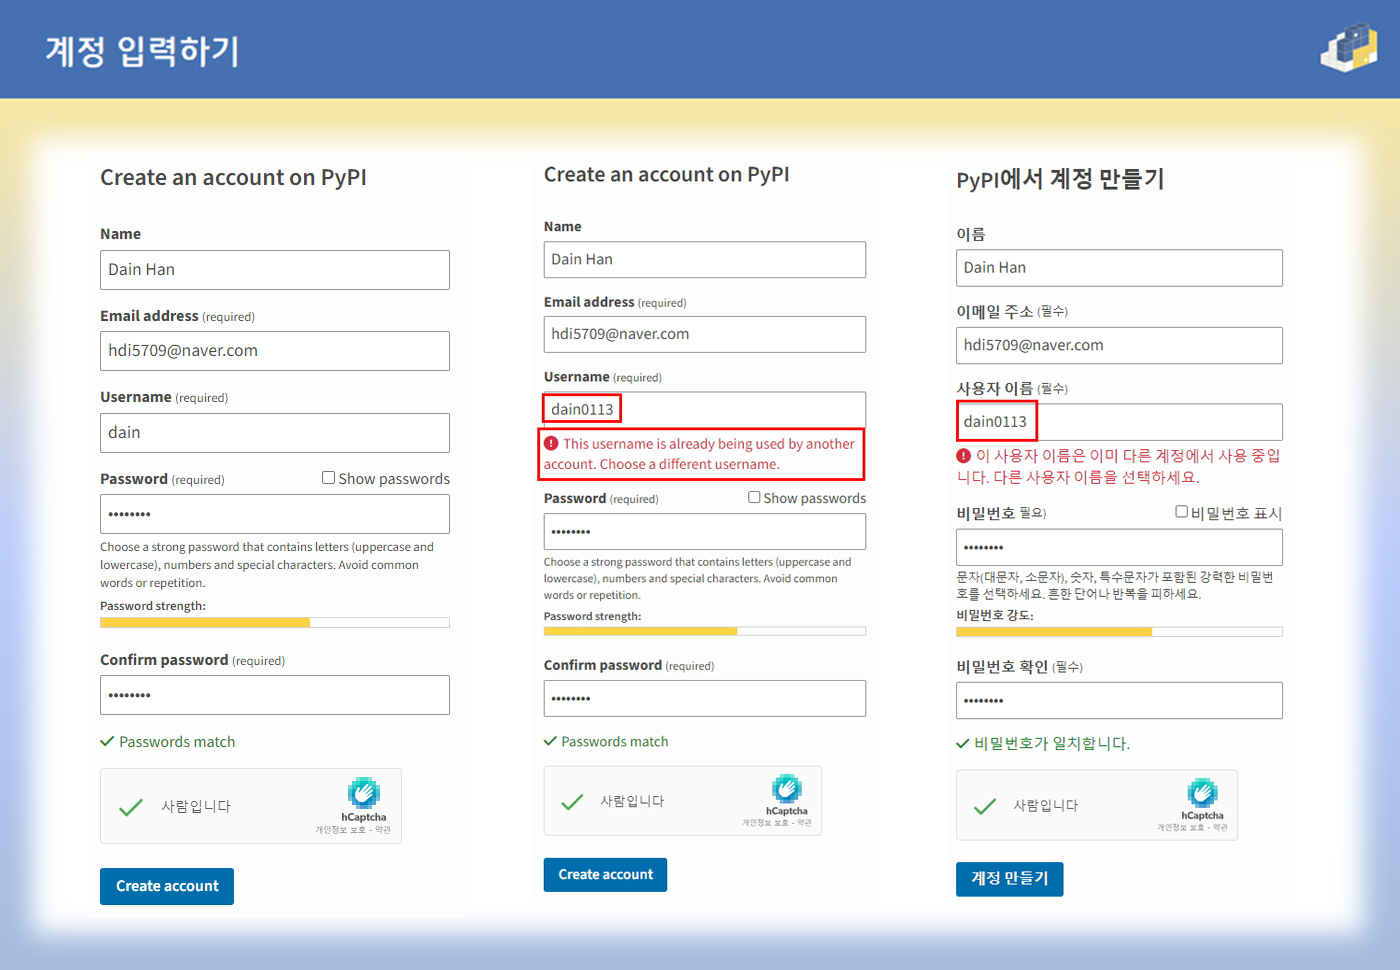 계정 입력하기
Create an account on PyPI
Name
Dain Han
Email address (required)
hdi5709@naver.com
Username (required)
dain
Password (required)
Show passwords
••••••••
Choose a strong password that contains letters (uppercase and
lowercase), numbers and special characters. Avoid common
words or repetition.
Password strength:
Confirm password (required)
••••••••
Passwords match
사람입니다
hCaptcha
개인정보 보호 - 약관
Create account
Create an account on PyPI
Name
Dain Han
Email address (required)
hdi5709@naver.com
Username (required)
dain0113
This username is already being used by another
account. Choose a different username.
Password (required)
Show passwords
••••••••
Choose a strong password that contains letters (uppercase and
lowercase), numbers and special characters. Avoid common
words or repetition.
Password strength:
Confirm password (required)
••••••••
Passwords match
사람입니다
hCaptcha
개인정보 보호 - 약관
Create account
PyPI에서 계정 만들기
이름
Dain Han
이메일 주소 (필수)
hdi5709@naver.com
사용자 이름 (필수)
dain0113
이 사용자 이름은 이미 다른 계정에서 사용 중입
니다. 다른 사용자 이름을 선택하세요.
비밀번호 필요)
비밀번호 표시
••••••••
문자(대문자, 소문자), 숫자, 특수문자가 포함된 강력한 비밀번
호를 선택하세요. 흔한 단어나 반복을 피하세요.
비밀번호 강도:
비밀번호 확인 (필수)
••••••••
비밀번호가 일치합니다.
사람입니다
hCaptcha
개인정보 보호 - 약관
계정 만들기